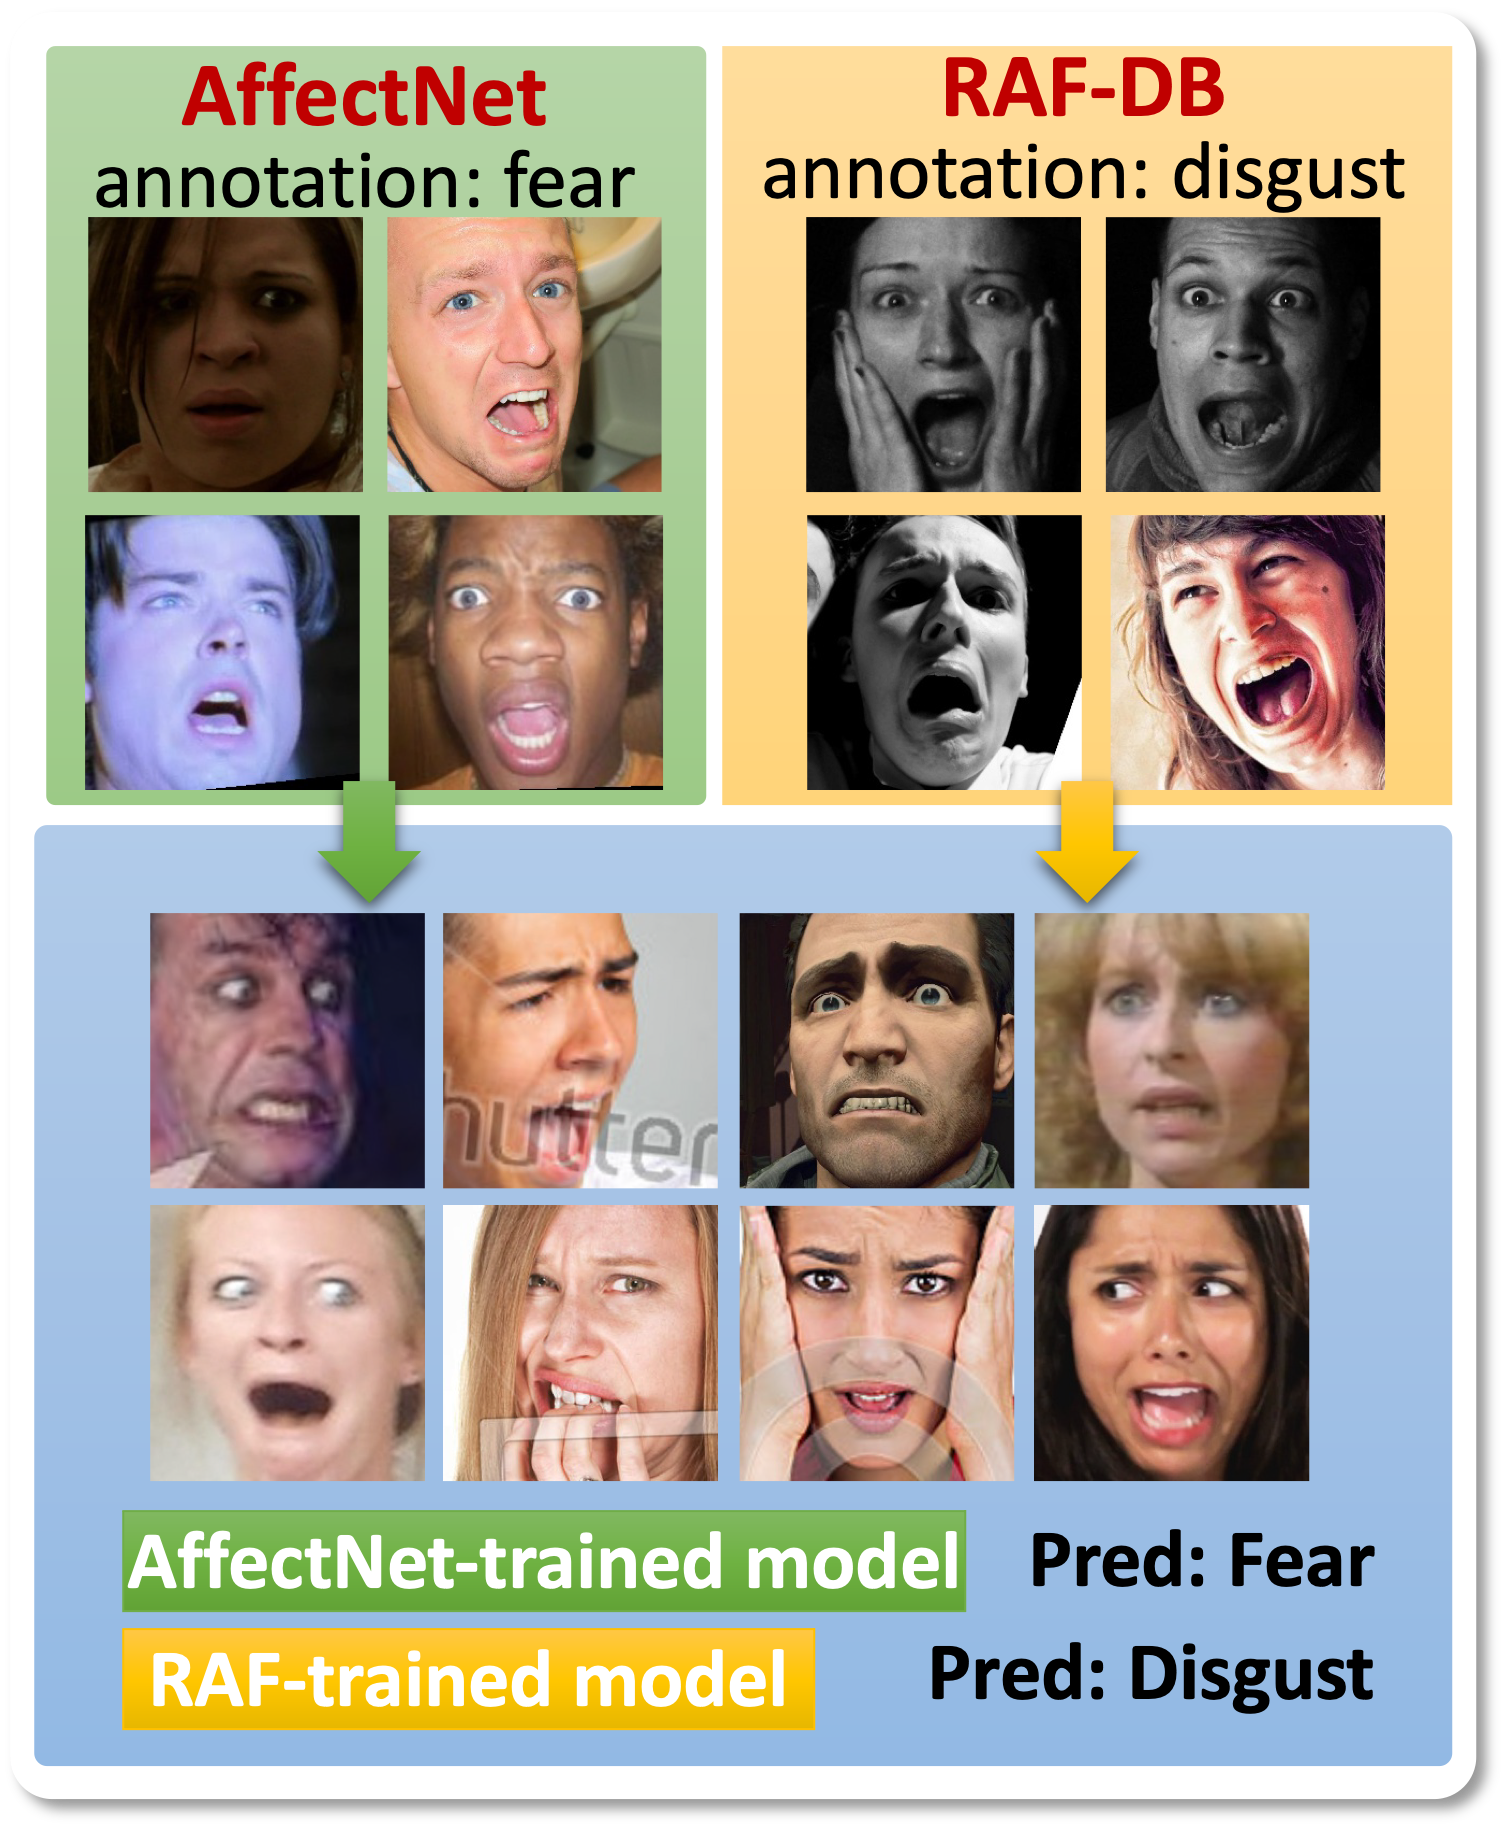 AffectNet
annotation: fear
RAF-DB
annotation: disgust
hutter
AffectNet-trained model
Pred: Fear
RAF-trained model
Pred: Disgust